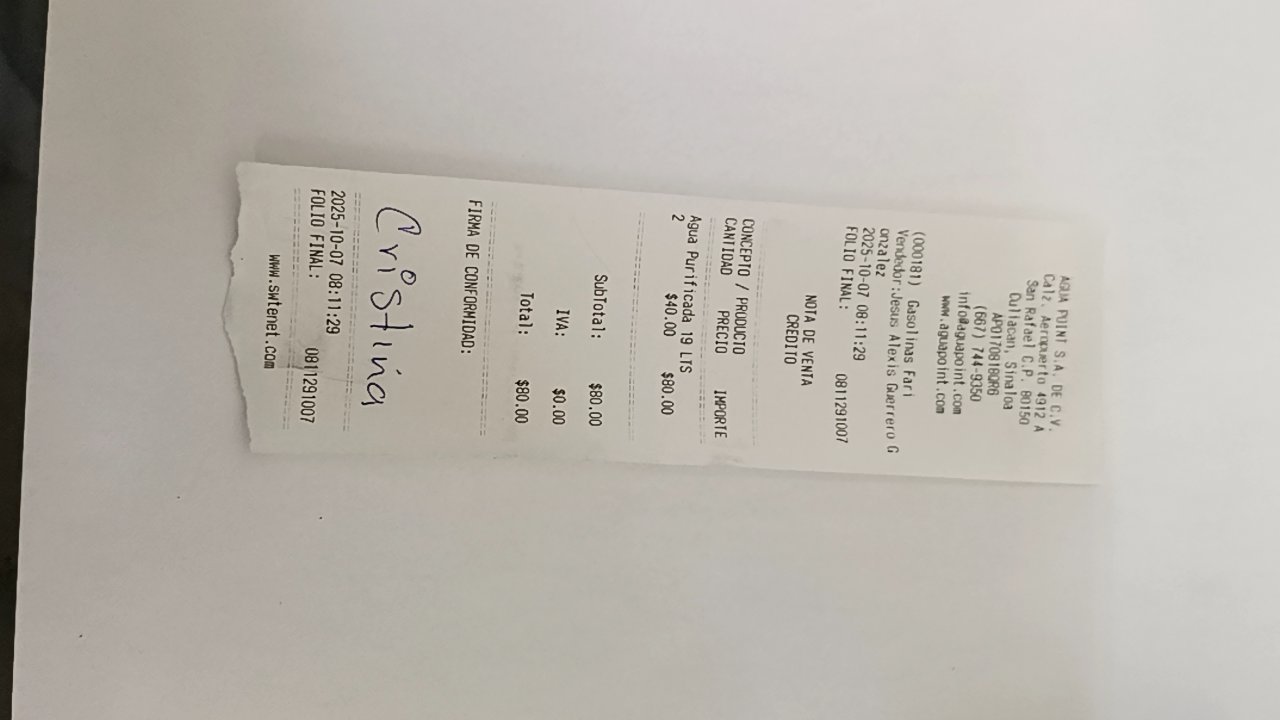 AGUA POINT S.A. DE C.V.
Calz. Aeropuerto 4912 A
San Rafael C.P. 80150
Culiacan, Sinaloa
APO170818QR6
(667) 744-9350
info@aguapoint.com
www.aguapoint.com
(000181) Gasolinas Fari
Vendedor:Jesus Alexis Guerrero G
onzalez
2025-10-07 08:11:29
FOLIO FINAL: 0811291007
NOTA DE VENTA
CREDITO
CONCEPTO / PRODUCTO
CANTIDAD PRECIO IMPORTE
Agua Purificada 19 LTS
2 $40.00 $80.00
SubTotal: $80.00
IVA: $0.00
Total: $80.00
FIRMA DE CONFORMIDAD:
Cristina
2025-10-07 08:11:29
FOLIO FINAL: 0811291007
www.swtenet.com